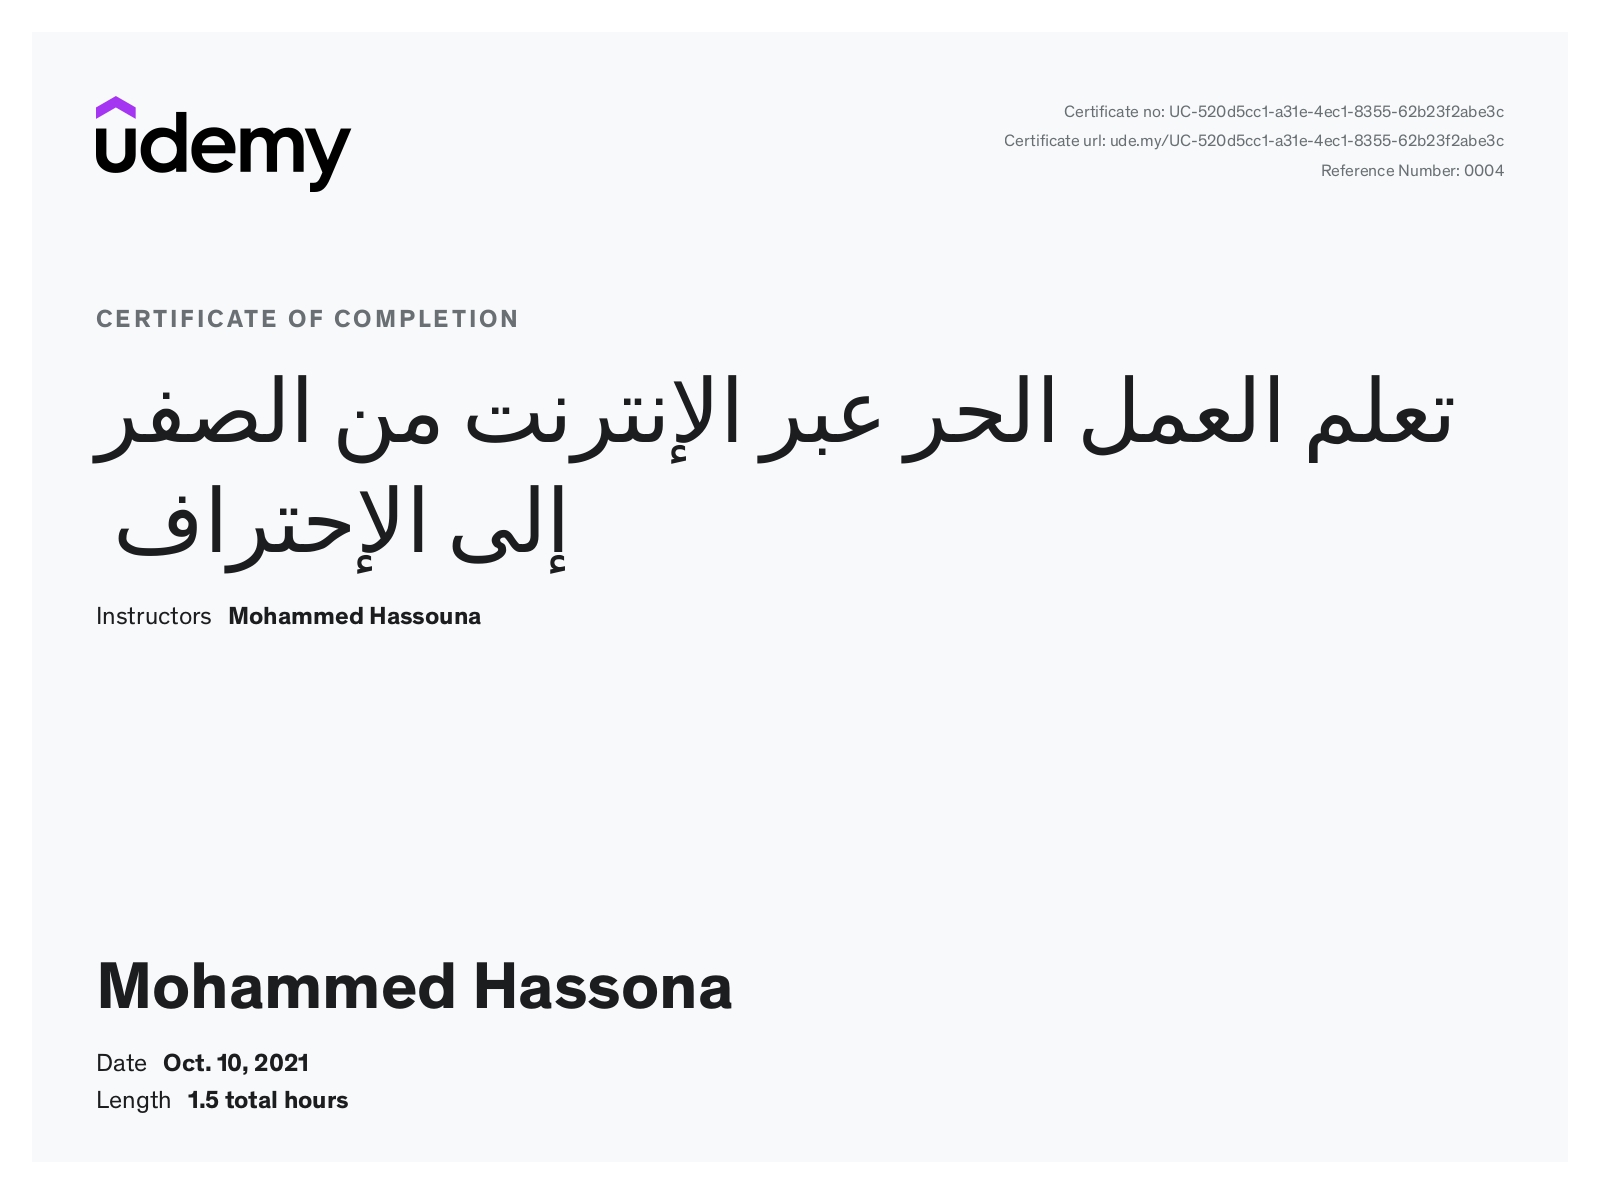 udemy
Certificate no: UC-520d5cc1-a31e-4ec1-8355-62b23f2abe3c
Certificate url: ude.my/UC-520d5cc1-a31e-4ec1-8355-62b23f2abe3c
Reference Number: 0004
CERTIFICATE OF COMPLETION
تعلم العمل الحر عبر الإنترنت من الصفر
إلى الإحتراف
Instructors Mohammed Hassouna
Mohammed Hassona
Date Oct. 10, 2021
Length 1.5 total hours